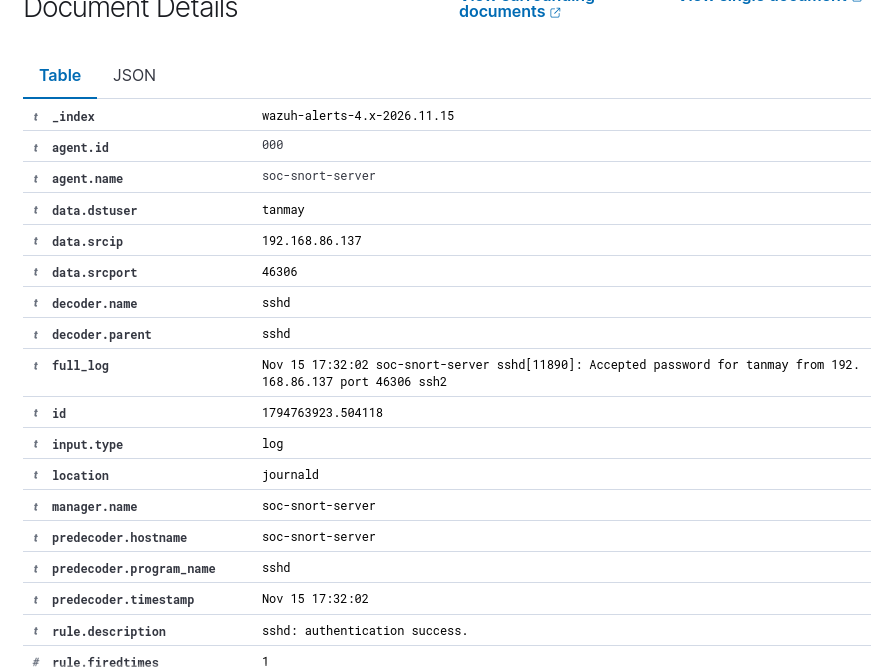 Document Details
View surrounding
documents
View single document
Table
JSON
t _index wazuh-alerts-4.x-2026.11.15
t agent.id 000
t agent.name soc-snort-server
t data.dstuser tanmay
t data.srcip 192.168.86.137
t data.srcport 46306
t decoder.name sshd
t decoder.parent sshd
t full_log Nov 15 17:32:02 soc-snort-server sshd[11890]: Accepted password for tanmay from 192.
168.86.137 port 46306 ssh2
t id 1794763923.504118
t input.type log
t location journald
t manager.name soc-snort-server
t predecoder.hostname soc-snort-server
t predecoder.program_name sshd
t predecoder.timestamp Nov 15 17:32:02
t rule.description sshd: authentication success.
# rule.firedtimes 1